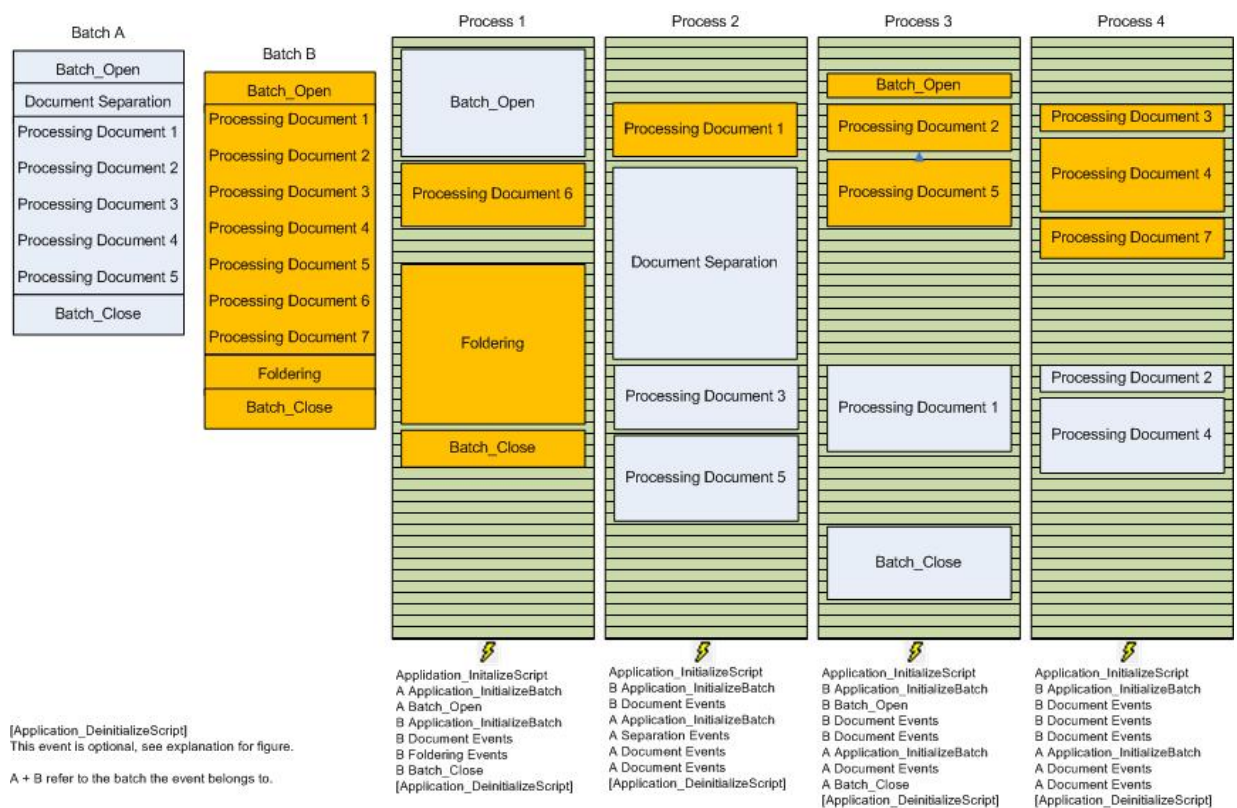 Batch A
Batch_Open
Document Separation
Processing Document 1
Processing Document 2
Processing Document 3
Processing Document 4
Processing Document 5
Batch_Close
Batch B
Batch_Open
Processing Document 1
Processing Document 2
Processing Document 3
Processing Document 4
Processing Document 5
Processing Document 6
Processing Document 7
Foldering
Batch_Close
Process 1
Batch_Open
Processing Document 6
Foldering
Batch_Close
Process 2
Processing Document 1
Document Separation
Processing Document 3
Processing Document 5
Process 3
Batch_Open
Processing Document 2
Processing Document 5
Processing Document 1
Batch_Close
Process 4
Processing Document 3
Processing Document 4
Processing Document 7
Processing Document 2
Processing Document 4
Applidation_InitalizeScript
A Application_InitializeBatch
A Batch_Open
B Application_InitializeBatch
B Document Events
B Foldering Events
B Batch_Close
[Application_DeinitializeScript]
Application_InitializeScript
B Application_InitializeBatch
B Document Events
A Application_InitializeBatch
A Separation Events
A Document Events
A Document Events
[Application_DeinitializeScript]
Application_InitializeScript
B Application_InitializeBatch
B Batch_Open
B Document Events
B Document Events
A Application_InitializeBatch
A Document Events
A Batch_Close
[Application_DeinitializeScript]
Application_InitializeScript
B Application_InitializeBatch
B Document Events
B Document Events
B Document Events
A Application_InitializeBatch
A Document Events
A Document Events
[Application_DeinitializeScript]
[Application_DeinitializeScript]
This event is optional, see explanation for figure.
A + B refer to the batch the event belongs to.